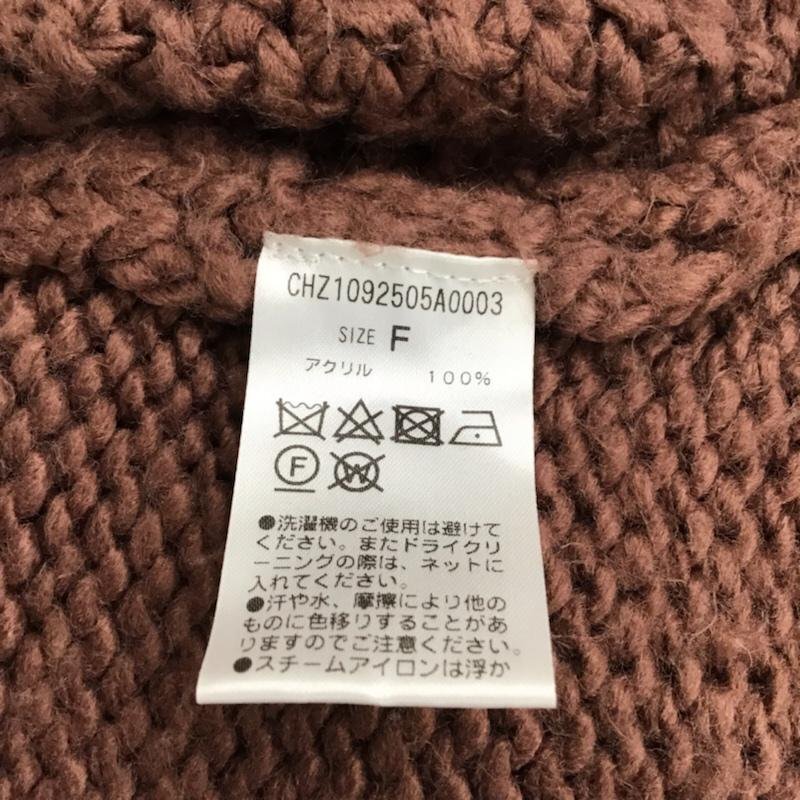 CHZ1092505A0003
SIZE F
アクリル 100%
F
W
●洗濯機のご使用は避けて
ください。またドライクリ
ーニングの際は、ネットに
入れてください。
●汗や水、摩擦により他の
ものに色移りすることがあ
りますのでご注意ください。
●スチームアイロンは浮か